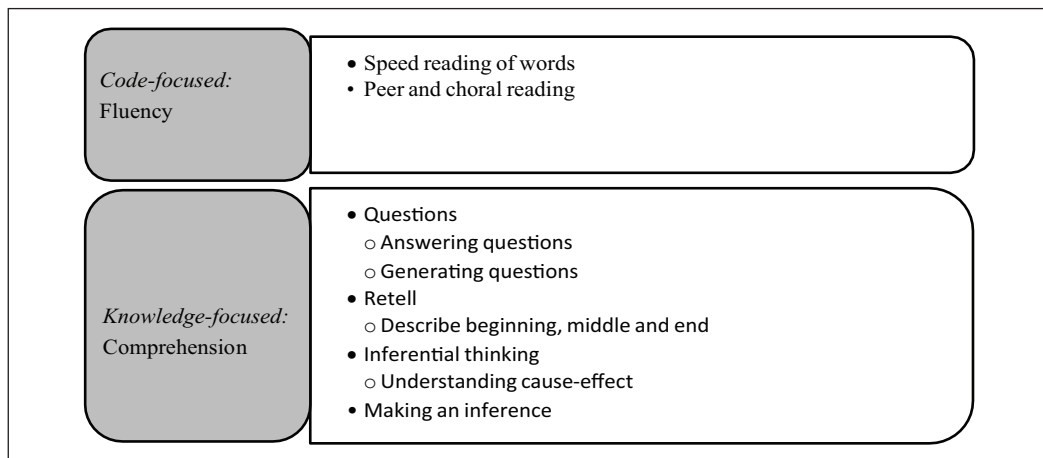 Code-focused:
Fluency
• Speed reading of words
• Peer and choral reading
Knowledge-focused:
Comprehension
• Questions
o Answering questions
o Generating questions
• Retell
o Describe beginning, middle and end
• Inferential thinking
o Understanding cause-effect
• Making an inference